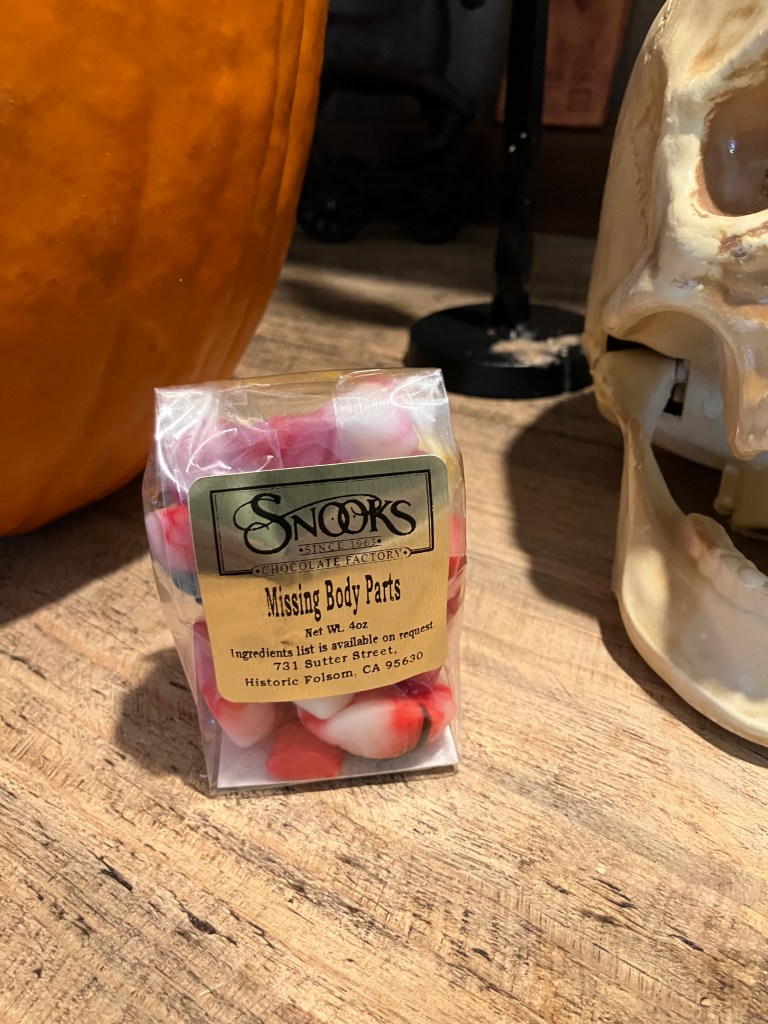 SNOOKS
•SINCE 1963•
•CHOCOLATE FACTORY•
Missing Body Parts
Net Wt. 4oz
Ingredients list is available on request.
731 Sutter Street,
Historic Folsom, CA 95630